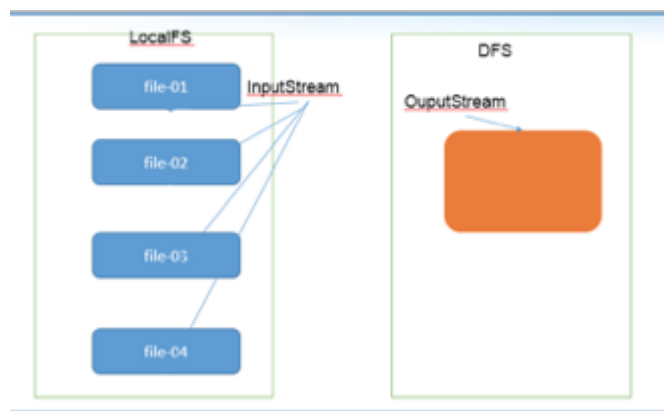 LocalFS
file-01
InputStream
file-02
file-03
file-04
DFS
OuputStream